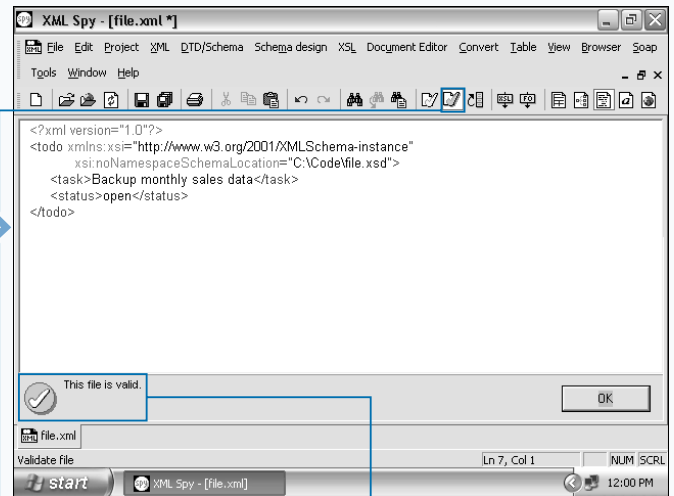 XML Spy - [file.xml *]
File Edit Project XML DTD/Schema Schema design XSL Document Editor Convert Table View Browser Soap
Tools Window Help
<?xml version="1.0"?>
<todo xmlns:xsi="http://www.w3.org/2001/XMLSchema-instance"
xsi:noNamespaceSchemaLocation="C:\Code\file.xsd">
<task>Backup monthly sales data</task>
<status>open</status>
</todo>
This file is valid.
OK
file.xml
Validate file Ln 7, Col 1 NUM SCRL
start XML Spy - [file.xml] 12:00 PM